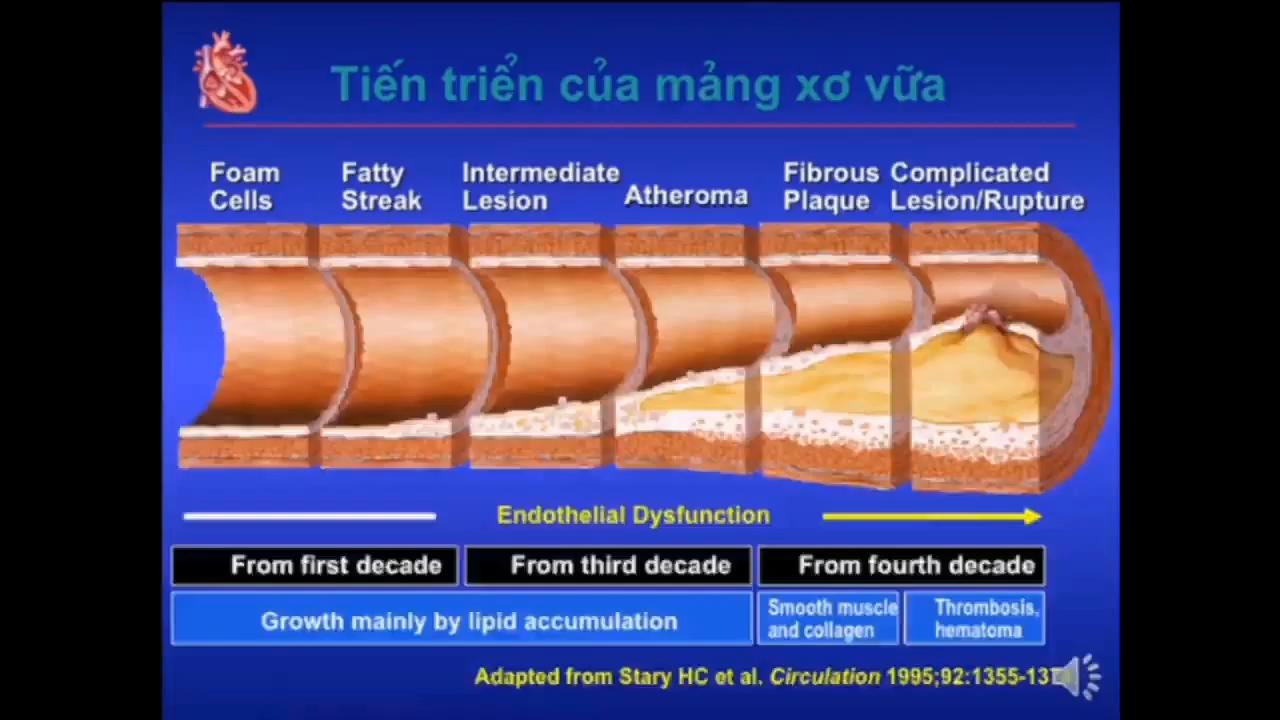 Tiến triển của mảng xơ vữa
Foam
Cells
Fatty
Streak
Intermediate
Lesion
Atheroma
Fibrous
Plaque
Complicated
Lesion/Rupture
Endothelial Dysfunction
From first decade
From third decade
From fourth decade
Growth mainly by lipid accumulation
Smooth muscle
and collagen
Thrombosis,
hematoma
Adapted from Stary HC et al. Circulation 1995;92:1355-13